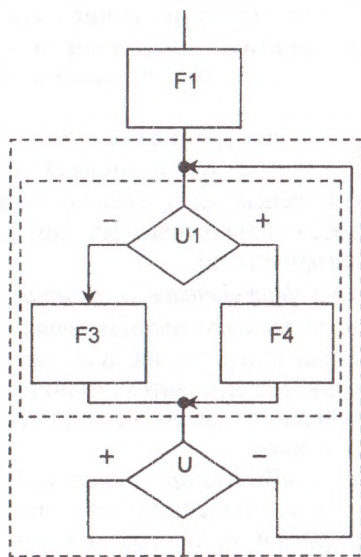 F1
– U1 +
F3 F4
+ U –